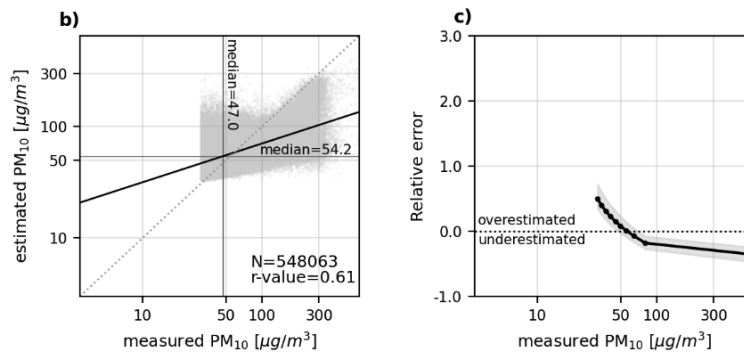 b)
estimated PM10 [μg/m³]
300
100
50
10
median=47.0
median=54.2
N=548063
r-value=0.61
10
50
100
300
measured PM10 [μg/m³]
c)
Relative error
3.0
2.0
1.0
0.0
-1.0
overestimated
underestimated
10
50
100
300
measured PM10 [μg/m³]